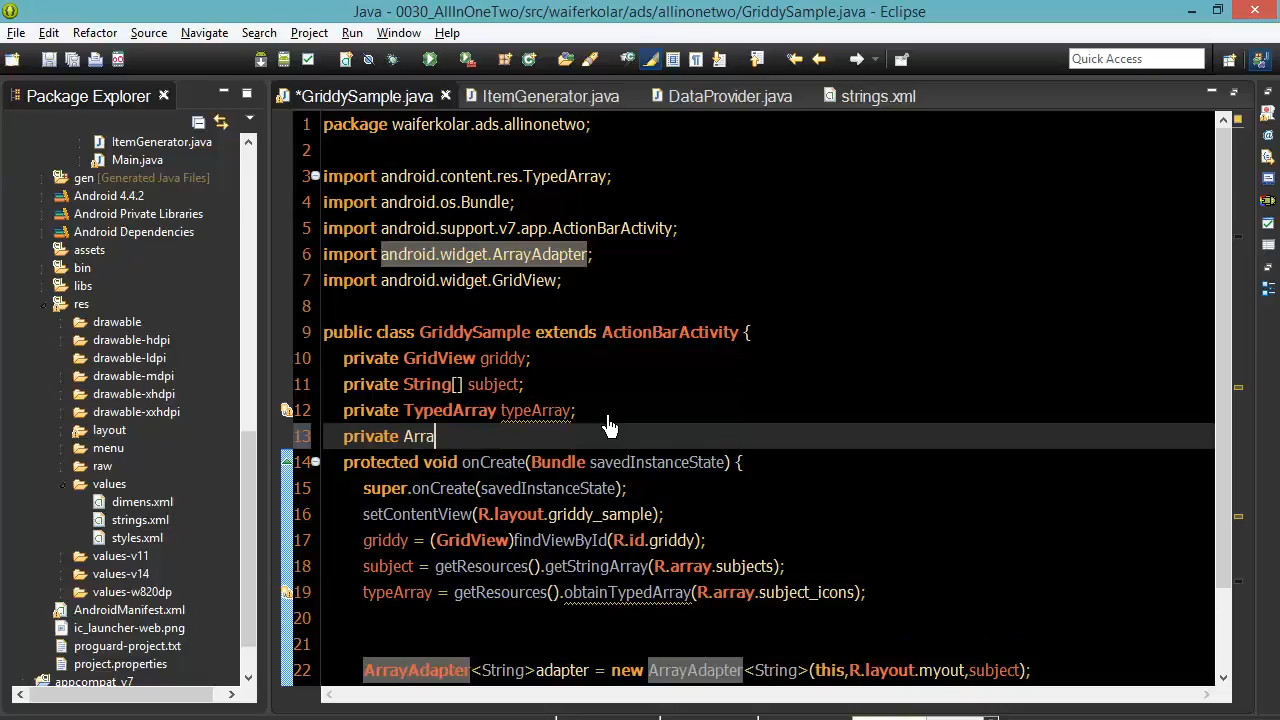 Java - 0030_AllInOneTwo/src/waiferkolar/ads/allinonetwo/GriddySample.java - Eclipse
File Edit Refactor Source Navigate Search Project Run Window Help
Quick Access
Package Explorer
*GriddySample.java ItemGenerator.java DataProvider.java strings.xml
ItemGenerator.java
Main.java
gen [Generated Java Files]
Android 4.4.2
Android Private Libraries
Android Dependencies
assets
bin
libs
res
drawable
drawable-hdpi
drawable-ldpi
drawable-mdpi
drawable-xhdpi
drawable-xxhdpi
layout
menu
raw
values
dimens.xml
strings.xml
styles.xml
values-v11
values-v14
values-w820dp
AndroidManifest.xml
ic_launcher-web.png
proguard-project.txt
project.properties
appcompat_v7
1 package waiferkolar.ads.allinonetwo;
2
3 import android.content.res.TypedArray;
4 import android.os.Bundle;
5 import android.support.v7.app.ActionBarActivity;
6 import android.widget.ArrayAdapter;
7 import android.widget.GridView;
8
9 public class GriddySample extends ActionBarActivity {
10 private GridView griddy;
11 private String[] subject;
12 private TypedArray typeArray;
13 private Arra
14 protected void onCreate(Bundle savedInstanceState) {
15 super.onCreate(savedInstanceState);
16 setContentView(R.layout.griddy_sample);
17 griddy = (GridView)findViewById(R.id.griddy);
18 subject = getResources().getStringArray(R.array.subjects);
19 typeArray = getResources().obtainTypedArray(R.array.subject_icons);
20
21
22 ArrayAdapter<String>adapter = new ArrayAdapter<String>(this,R.layout.myout,subject);